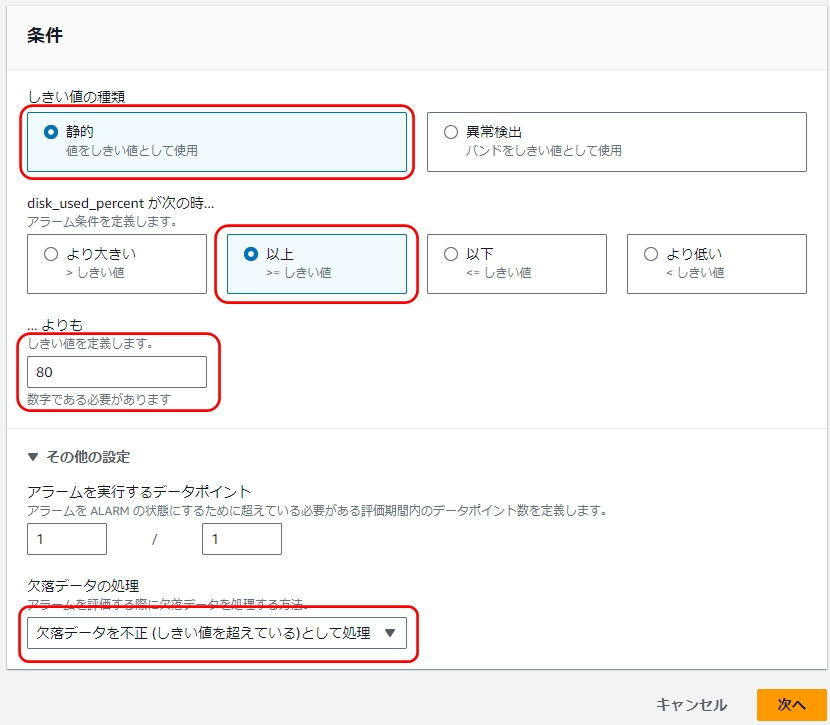 条件
しきい値の種類
静的
値をしきい値として使用
異常検出
バンドをしきい値として使用
disk_used_percent が次の時...
アラーム条件を定義します。
より大きい
> しきい値
以上
>= しきい値
以下
<= しきい値
より低い
< しきい値
... よりも
しきい値を定義します。
80
数字である必要があります
▼ その他の設定
アラームを実行するデータポイント
アラームを ALARM の状態にするために超えている必要がある評価期間内のデータポイント数を定義します。
1 / 1
欠落データの処理
アラームを評価する際に欠落データを処理する方法。
欠落データを不正 (しきい値を超えている)として処理 ▼
キャンセル
次へ